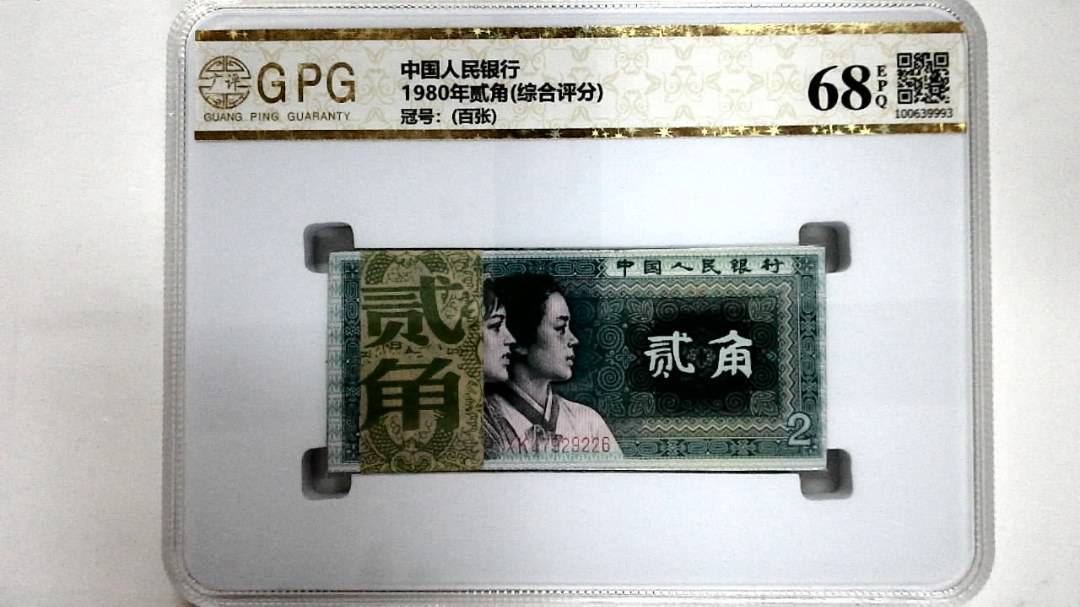 广评
GPG
GUANG PING GUARANTY
中国人民银行
1980年贰角(综合评分)
冠号：(百张)
68
EPQ
100639993
中国人民银行
贰角
贰角
2